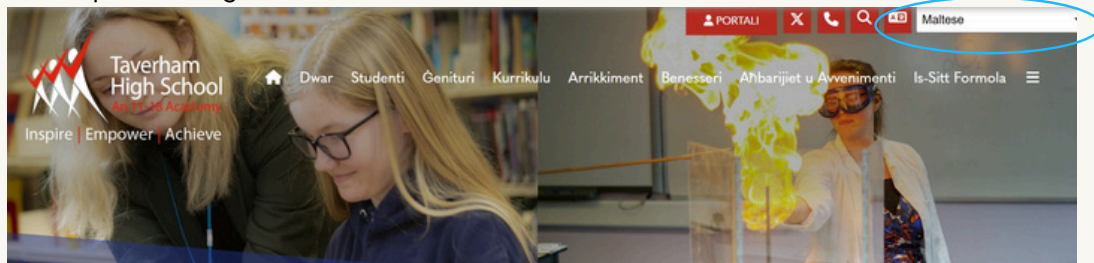 PORTALI
Maltese
Taverham
High School
An 11-18 Academy
Inspire | Empower | Achieve
Dwar Studenti Ġenituri Kurrikulu Arrikkiment Benesseri Aħbarijiet u Avvenimenti Is-Sitt Formola